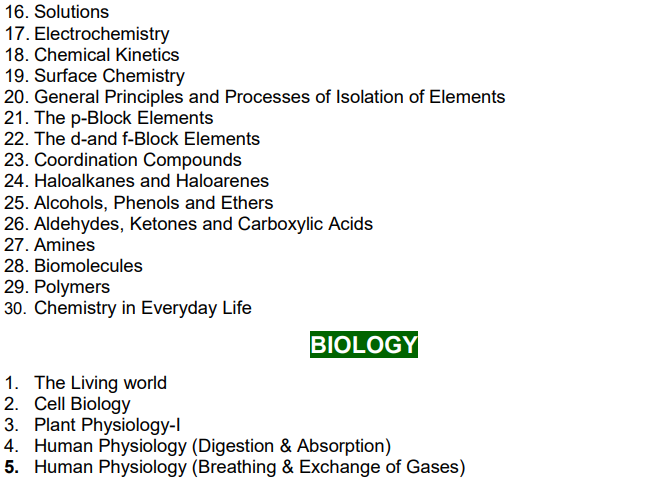 16. Solutions
17. Electrochemistry
18. Chemical Kinetics
19. Surface Chemistry
20. General Principles and Processes of Isolation of Elements
21. The p-Block Elements
22. The d-and f-Block Elements
23. Coordination Compounds
24. Haloalkanes and Haloarenes
25. Alcohols, Phenols and Ethers
26. Aldehydes, Ketones and Carboxylic Acids
27. Amines
28. Biomolecules
29. Polymers
30. Chemistry in Everyday Life
BIOLOGY
1. The Living world
2. Cell Biology
3. Plant Physiology-I
4. Human Physiology (Digestion & Absorption)
5. Human Physiology (Breathing & Exchange of Gases)